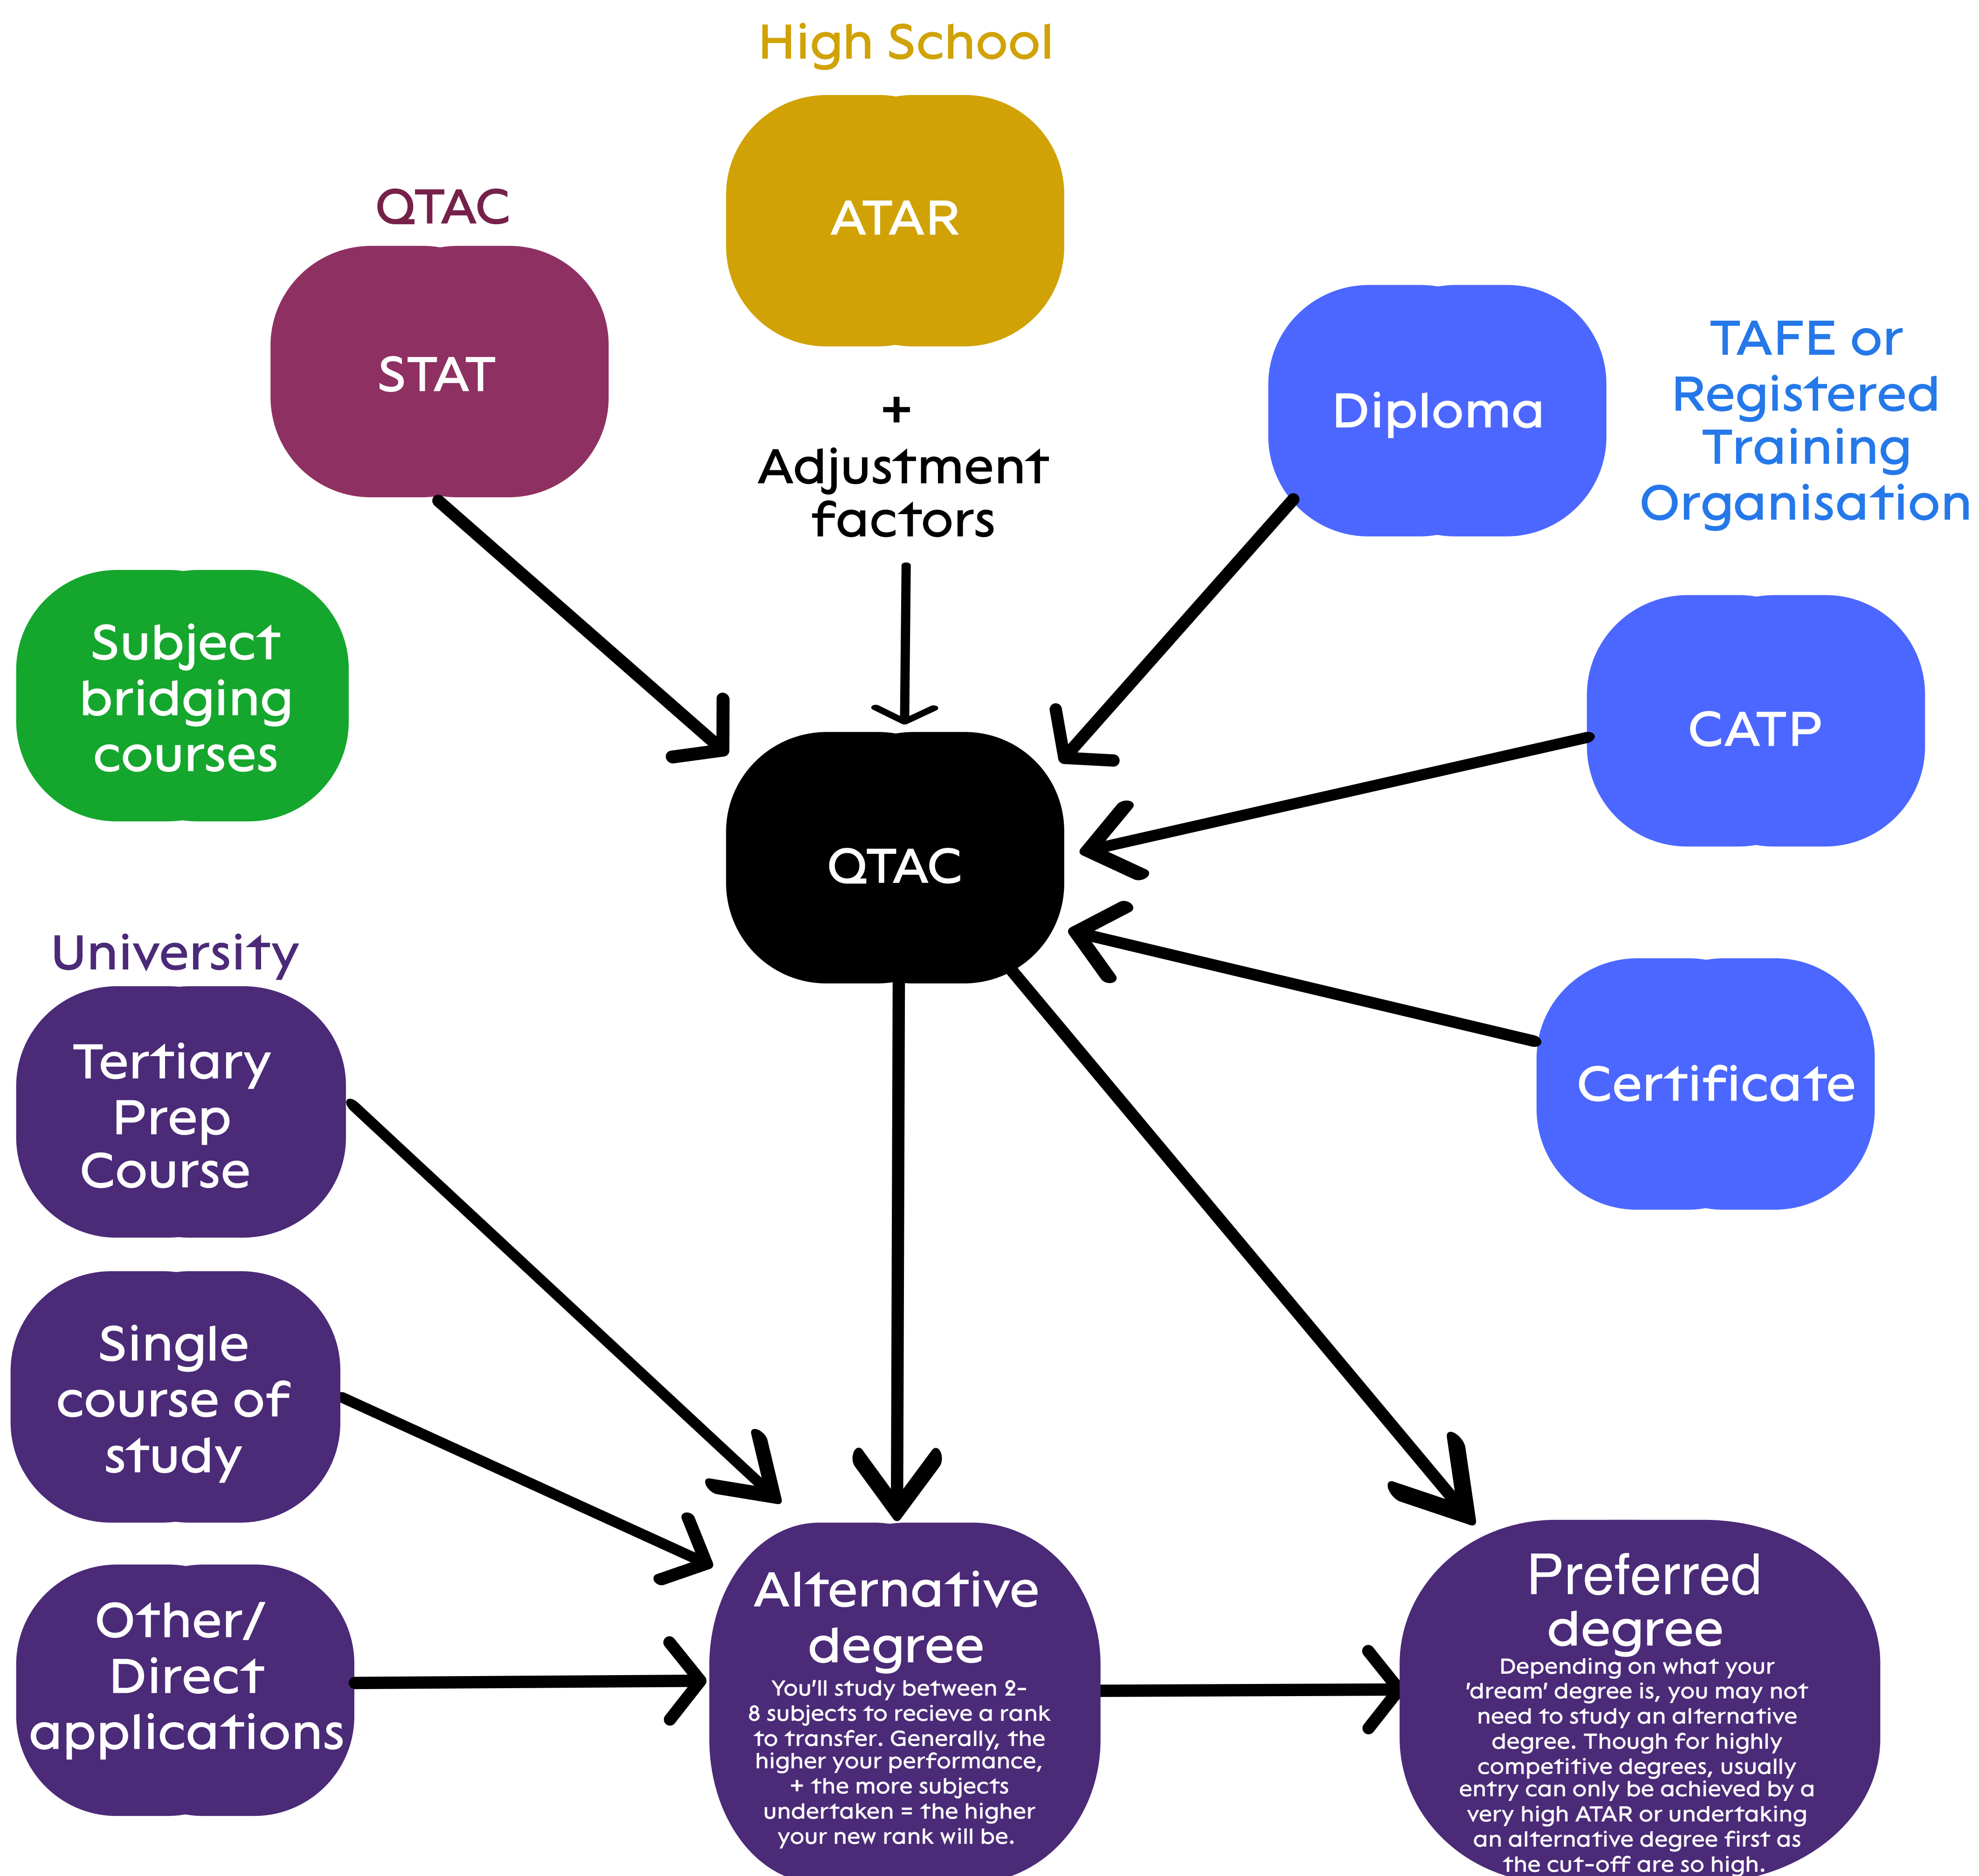 High School
ATAR
+
Adjustment
factors
QTAC
STAT
Diploma
TAFE or
Registered
Training
Organisation
Subject
bridging
courses
CATP
QTAC
Certificate
University
Tertiary
Prep
Course
Single
course of
study
Other/
Direct
applications
Alternative
degree
You'll study between 2-
8 subjects to recieve a rank
to transfer. Generally, the
higher your performance,
+ the more subjects
undertaken = the higher
your new rank will be.
Preferred
degree
Depending on what your
'dream' degree is, you may not
need to study an alternative
degree. Though for highly
competitive degrees, usually
entry can only be achieved by a
very high ATAR or undertaking
an alternative degree first as
the cut-off are so high.